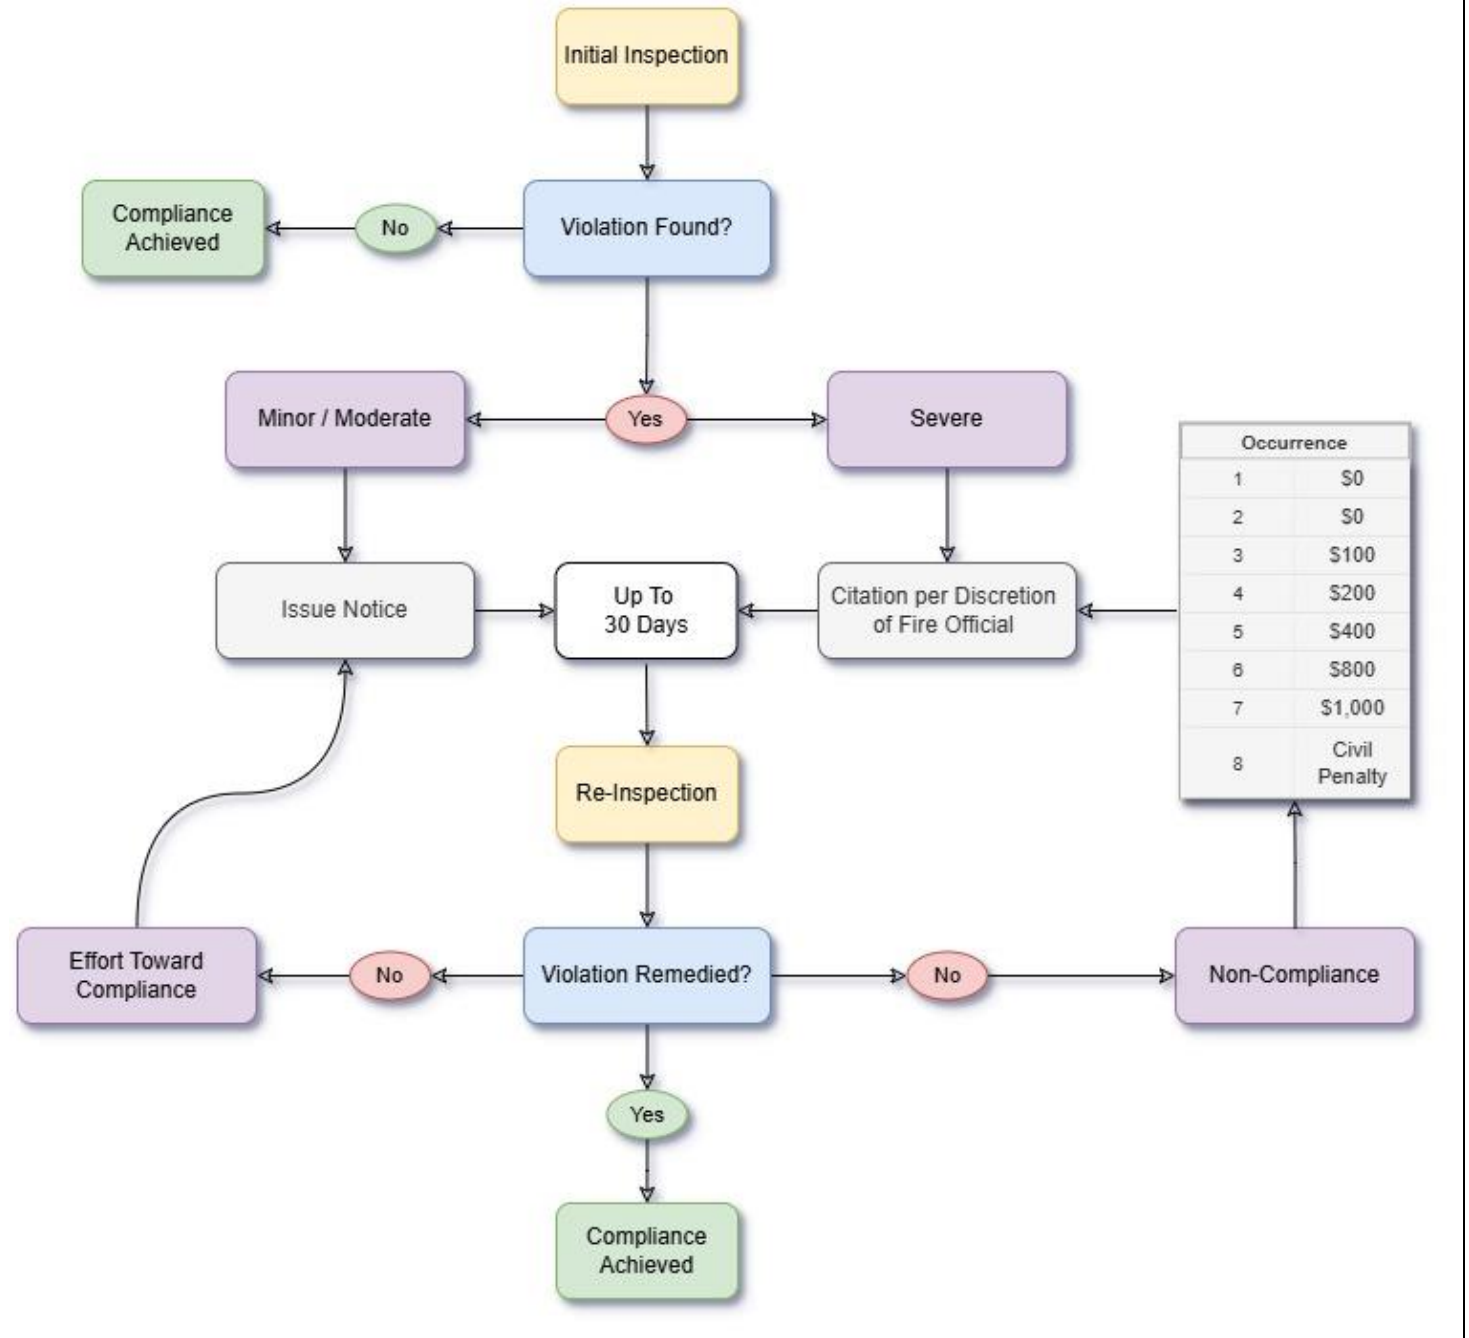 Initial Inspection
Compliance
Achieved
No
Violation Found?
Minor / Moderate
Yes
Severe
Occurrence
1 $0
2 $0
3 $100
4 $200
5 $400
6 $800
7 $1,000
8 Civil
Penalty
Issue Notice
Up To
30 Days
Citation per Discretion
of Fire Official
Re-Inspection
Effort Toward
Compliance
No
Violation Remedied?
No
Non-Compliance
Yes
Compliance
Achieved